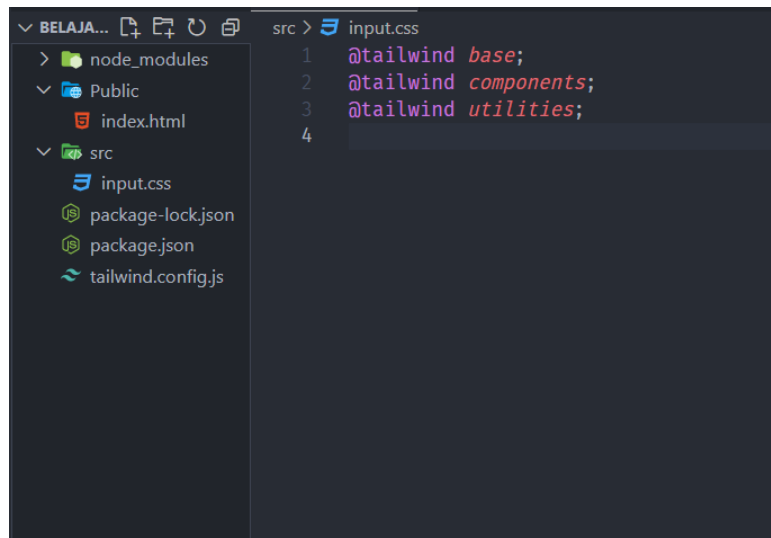 BELAJA...
node_modules
Public
index.html
src
input.css
package-lock.json
package.json
tailwind.config.js
src > input.css
1 @tailwind base;
2 @tailwind components;
3 @tailwind utilities;
4